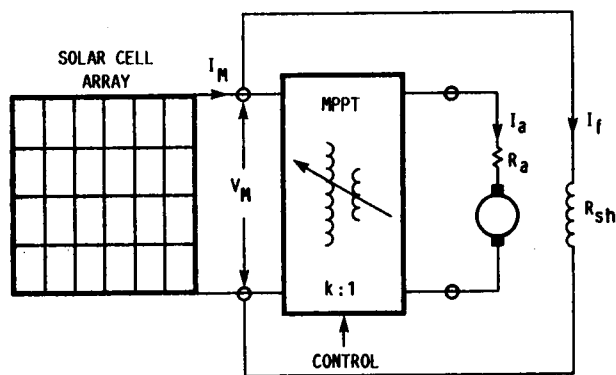 SOLAR CELL
ARRAY
I_M
V_M
MPPT
k:1
CONTROL
I_a
R_a
I_f
R_sh